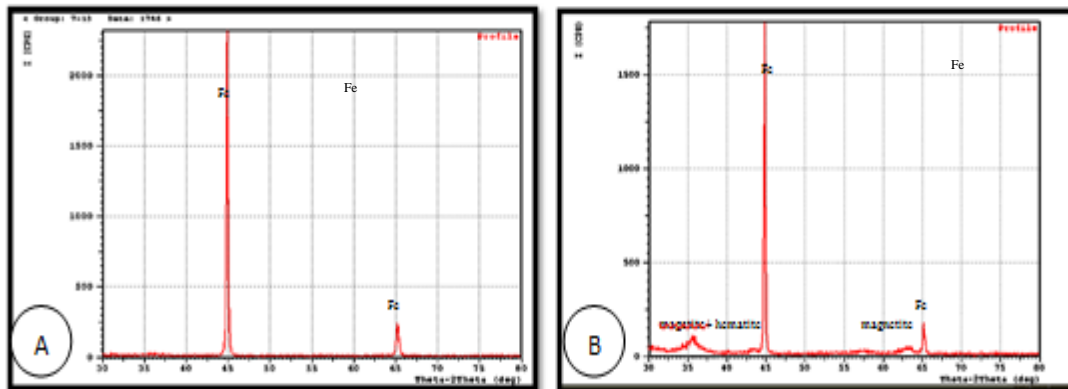 Profile
I (CPS)
2000
1500
1000
500
0
Fe
Fe
Fe
30 35 40 45 50 55 60 65 70 75 80
Theta-2Theta (deg)
A
Profile
I (CPS)
1500
1000
500
0
Fe
Fe
Fe
hematite
magnetite
30 35 40 45 50 55 60 65 70 75 80
Theta-2Theta (deg)
B